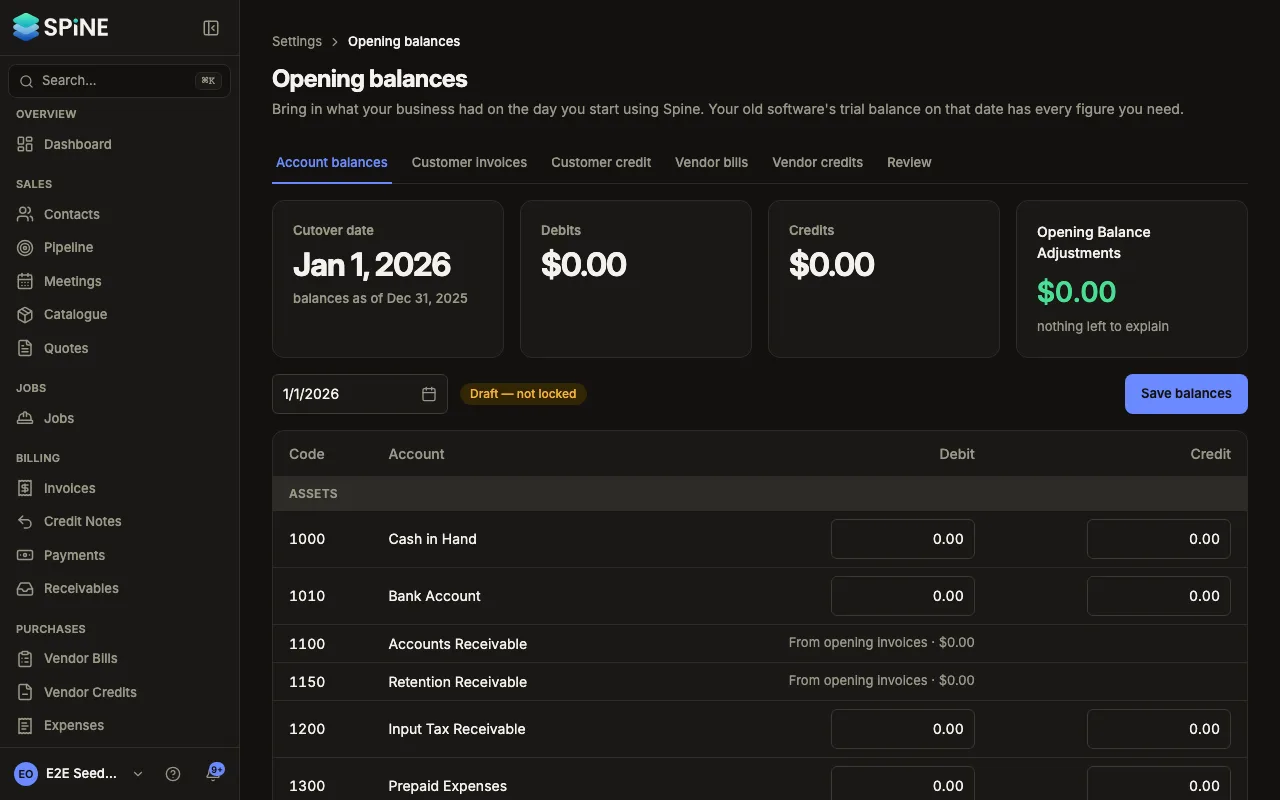 SPiNE
Search...
⌘K
OVERVIEW
Dashboard
SALES
Contacts
Pipeline
Meetings
Catalogue
Quotes
JOBS
Jobs
BILLING
Invoices
Credit Notes
Payments
Receivables
PURCHASES
Vendor Bills
Vendor Credits
Expenses
EO
E2E Seed...
9+
Settings > Opening balances
Opening balances
Bring in what your business had on the day you start using Spine. Your old software's trial balance on that date has every figure you need.
Account balances Customer invoices Customer credit Vendor bills Vendor credits Review
Cutover date
Jan 1, 2026
balances as of Dec 31, 2025
Debits
$0.00
Credits
$0.00
Opening Balance
Adjustments
$0.00
nothing left to explain
1/1/2026
Draft — not locked
Save balances
Code Account Debit Credit
ASSETS
1000 Cash in Hand 0.00 0.00
1010 Bank Account 0.00 0.00
1100 Accounts Receivable From opening invoices · $0.00
1150 Retention Receivable From opening invoices · $0.00
1200 Input Tax Receivable 0.00 0.00
1300 Prepaid Expenses 0.00 0.00